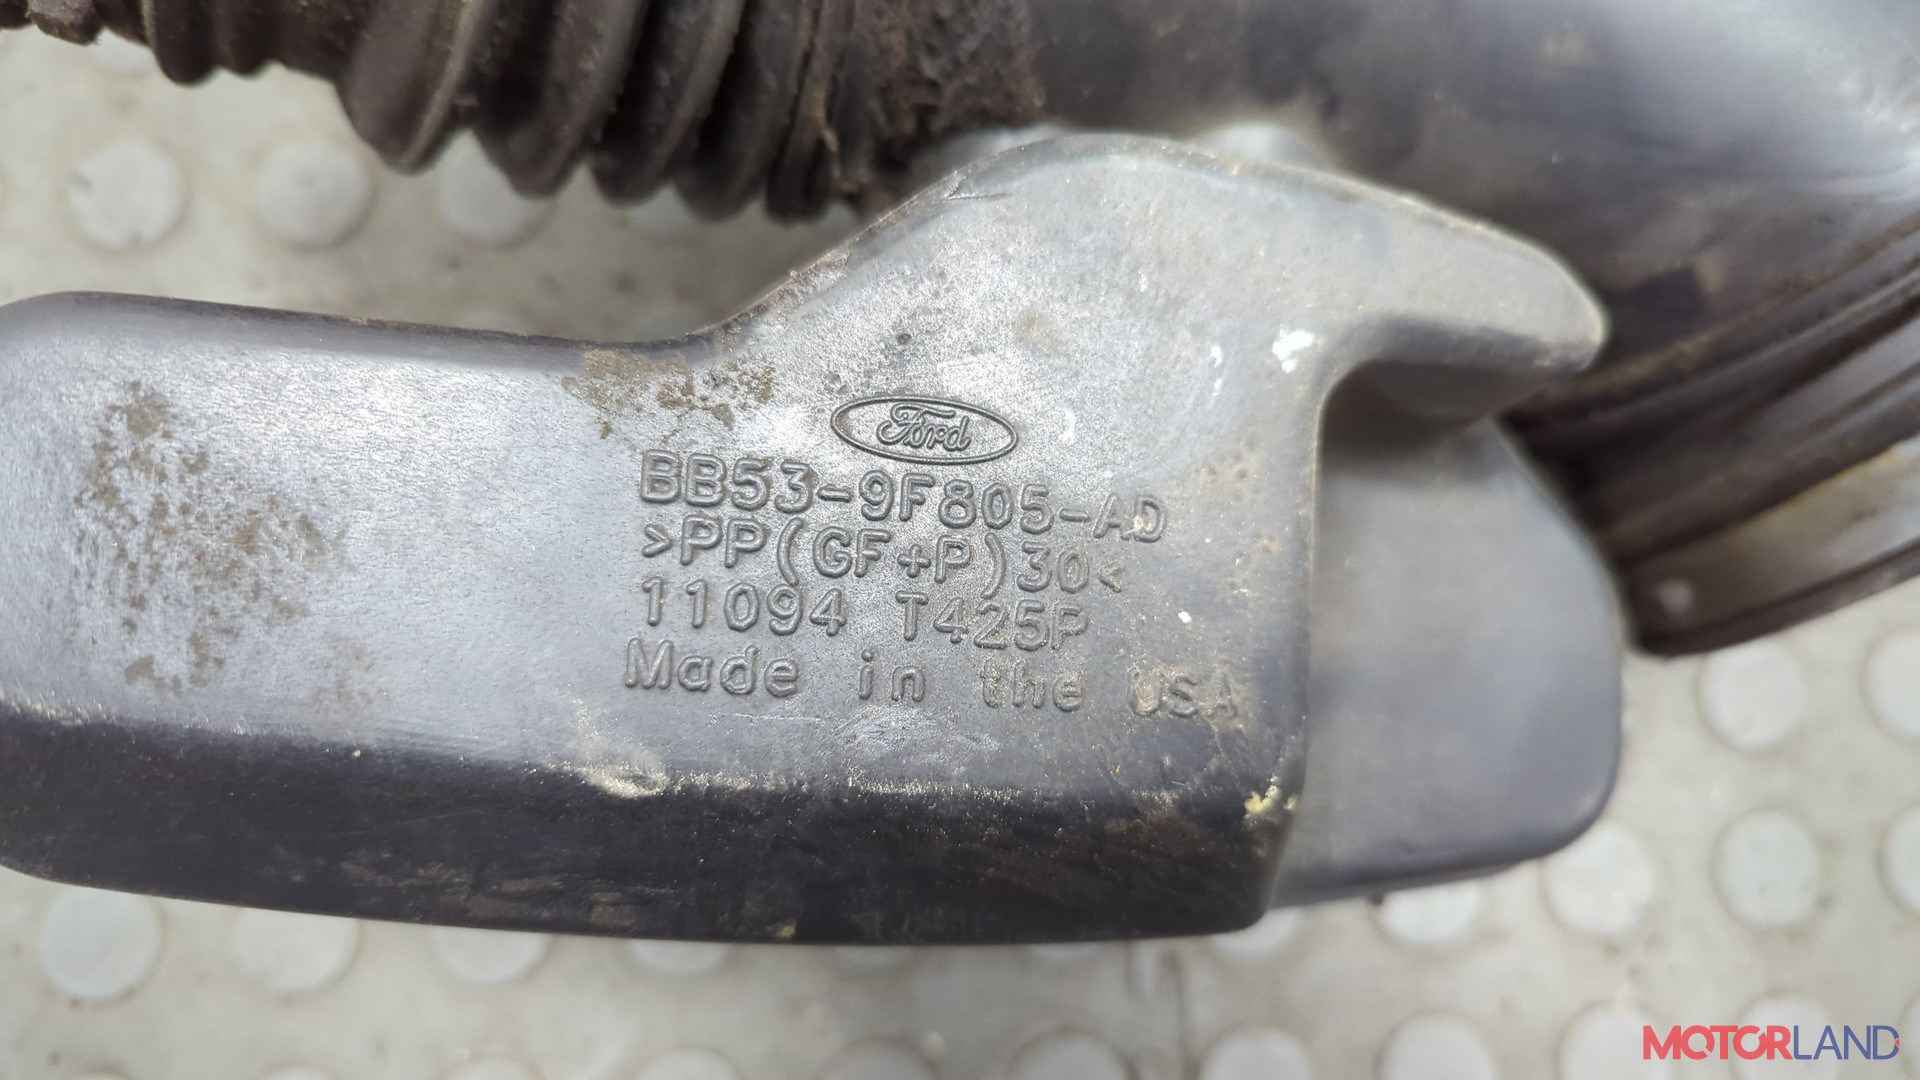 Ford
BB53-9F805-AD
>PP(GF+P)30<
11094 T425P
Made in the USA
MOTORLAND